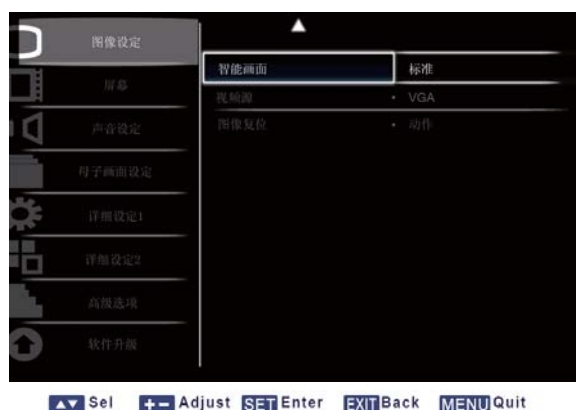 图像设定
屏幕
声音设定
母子画面设定
详细设定1
详细设定2
高级选项
软件升级
智能画面 标准
视频源 • VGA
图像复位 • 动作
Sel Adjust SET Enter EXIT Back MENU Quit